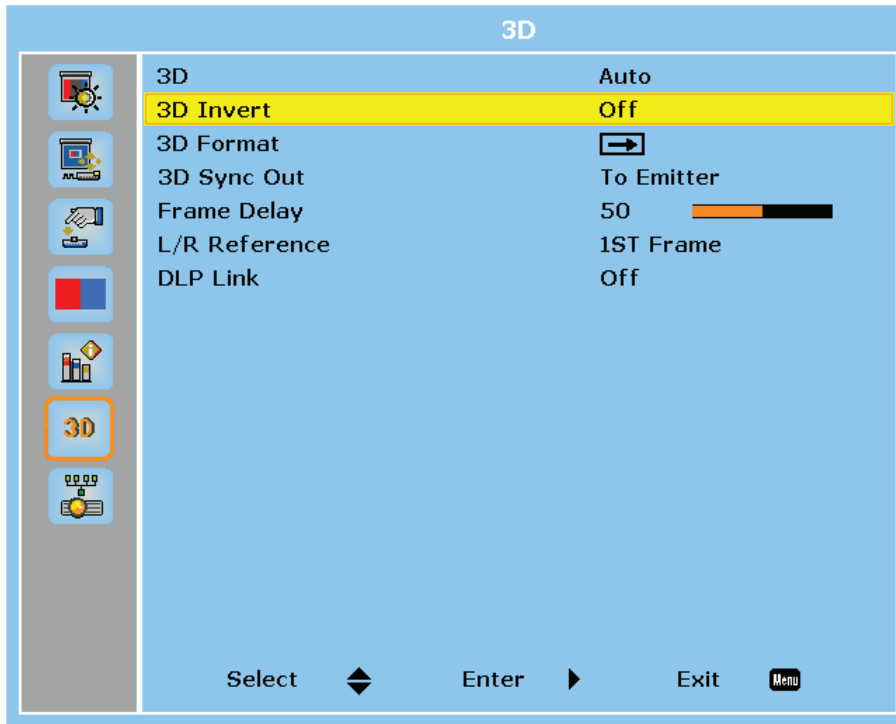 3D
3D Auto
3D Invert Off
3D Format
3D Sync Out To Emitter
Frame Delay 50
L/R Reference 1ST Frame
DLP Link Off
3D
Select Enter Exit Menu